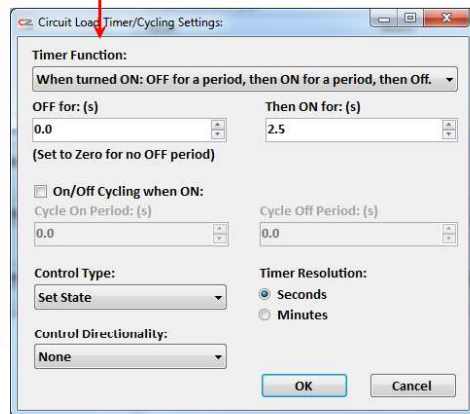 CZ Circuit Load Timer/Cycling Settings:
Timer Function:
When turned ON: OFF for a period, then ON for a period, then Off.
OFF for: (s) Then ON for: (s)
0.0 2.5
(Set to Zero for no OFF period)
On/Off Cycling when ON:
Cycle On Period: (s) Cycle Off Period: (s)
0.0 0.0
Control Type: Timer Resolution:
Set State Seconds
Minutes
Control Directionality:
None
OK Cancel